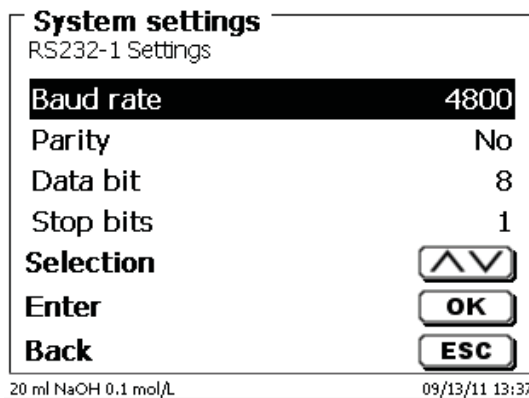 System settings
RS232-1 Settings
Baud rate 4800
Parity No
Data bit 8
Stop bits 1
Selection
Enter OK
Back ESC
20 ml NaOH 0.1 mol/L 09/13/11 13:37